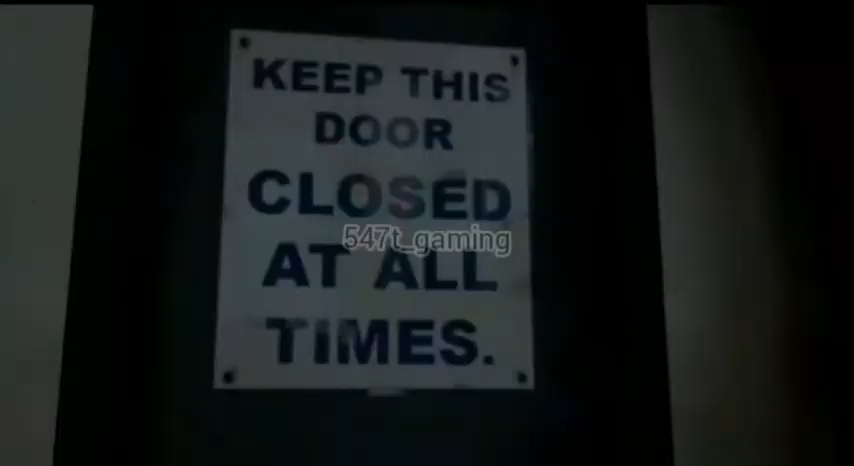 KEEP THIS
DOOR
CLOSED
547t_gaming
AT ALL
TIMES.